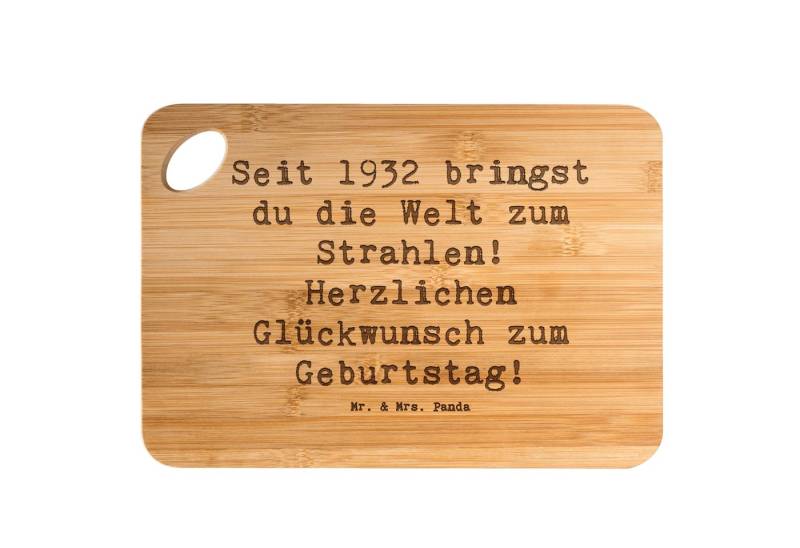 Seit 1932 bringst
du die Welt zum
Strahlen!
Herzlichen
Glückwunsch zum
Geburtstag!
Mr. & Mrs. Panda